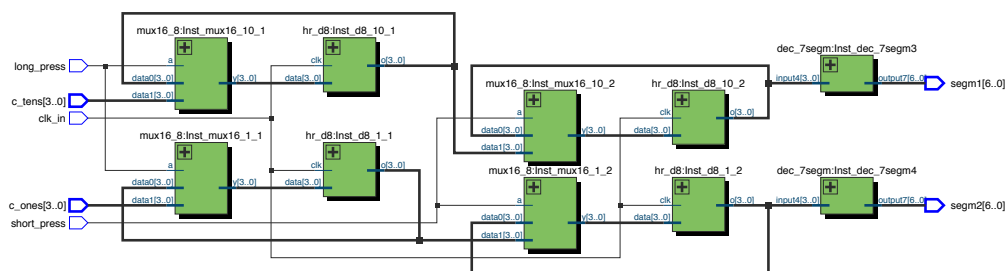 mux16_8:Inst_mux16_10_1
hr_d8:Inst_d8_10_1
long_press
a
data0[3..0]
data1[3..0]
y[3..0]
clk
data[3..0]
o[3..0]
c_tens[3..0]
clk_in
mux16_8:Inst_mux16_1_1
hr_d8:Inst_d8_1_1
a
data0[3..0]
data1[3..0]
y[3..0]
clk
data[3..0]
o[3..0]
c_ones[3..0]
short_press
mux16_8:Inst_mux16_10_2
hr_d8:Inst_d8_10_2
dec_7segm:Inst_dec_7segm3
a
data0[3..0]
data1[3..0]
y[3..0]
clk
data[3..0]
o[3..0]
input4[3..0]
output7[6..0]
segm1[6..0]
mux16_8:Inst_mux16_1_2
hr_d8:Inst_d8_1_2
dec_7segm:Inst_dec_7segm4
a
data0[3..0]
data1[3..0]
y[3..0]
clk
data[3..0]
o[3..0]
input4[3..0]
output7[6..0]
segm2[6..0]